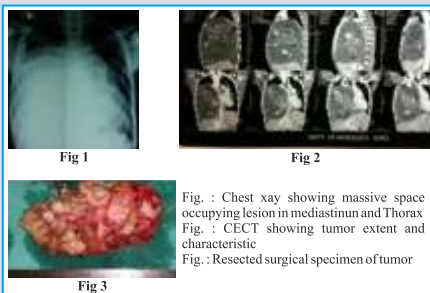 Fig 1
Fig 2
Fig 3
Fig. : Chest xay showing massive space
occupying lesion in mediastinun and Thorax
Fig. : CECT showing tumor extent and
characteristic
Fig. : Resected surgical specimen of tumor